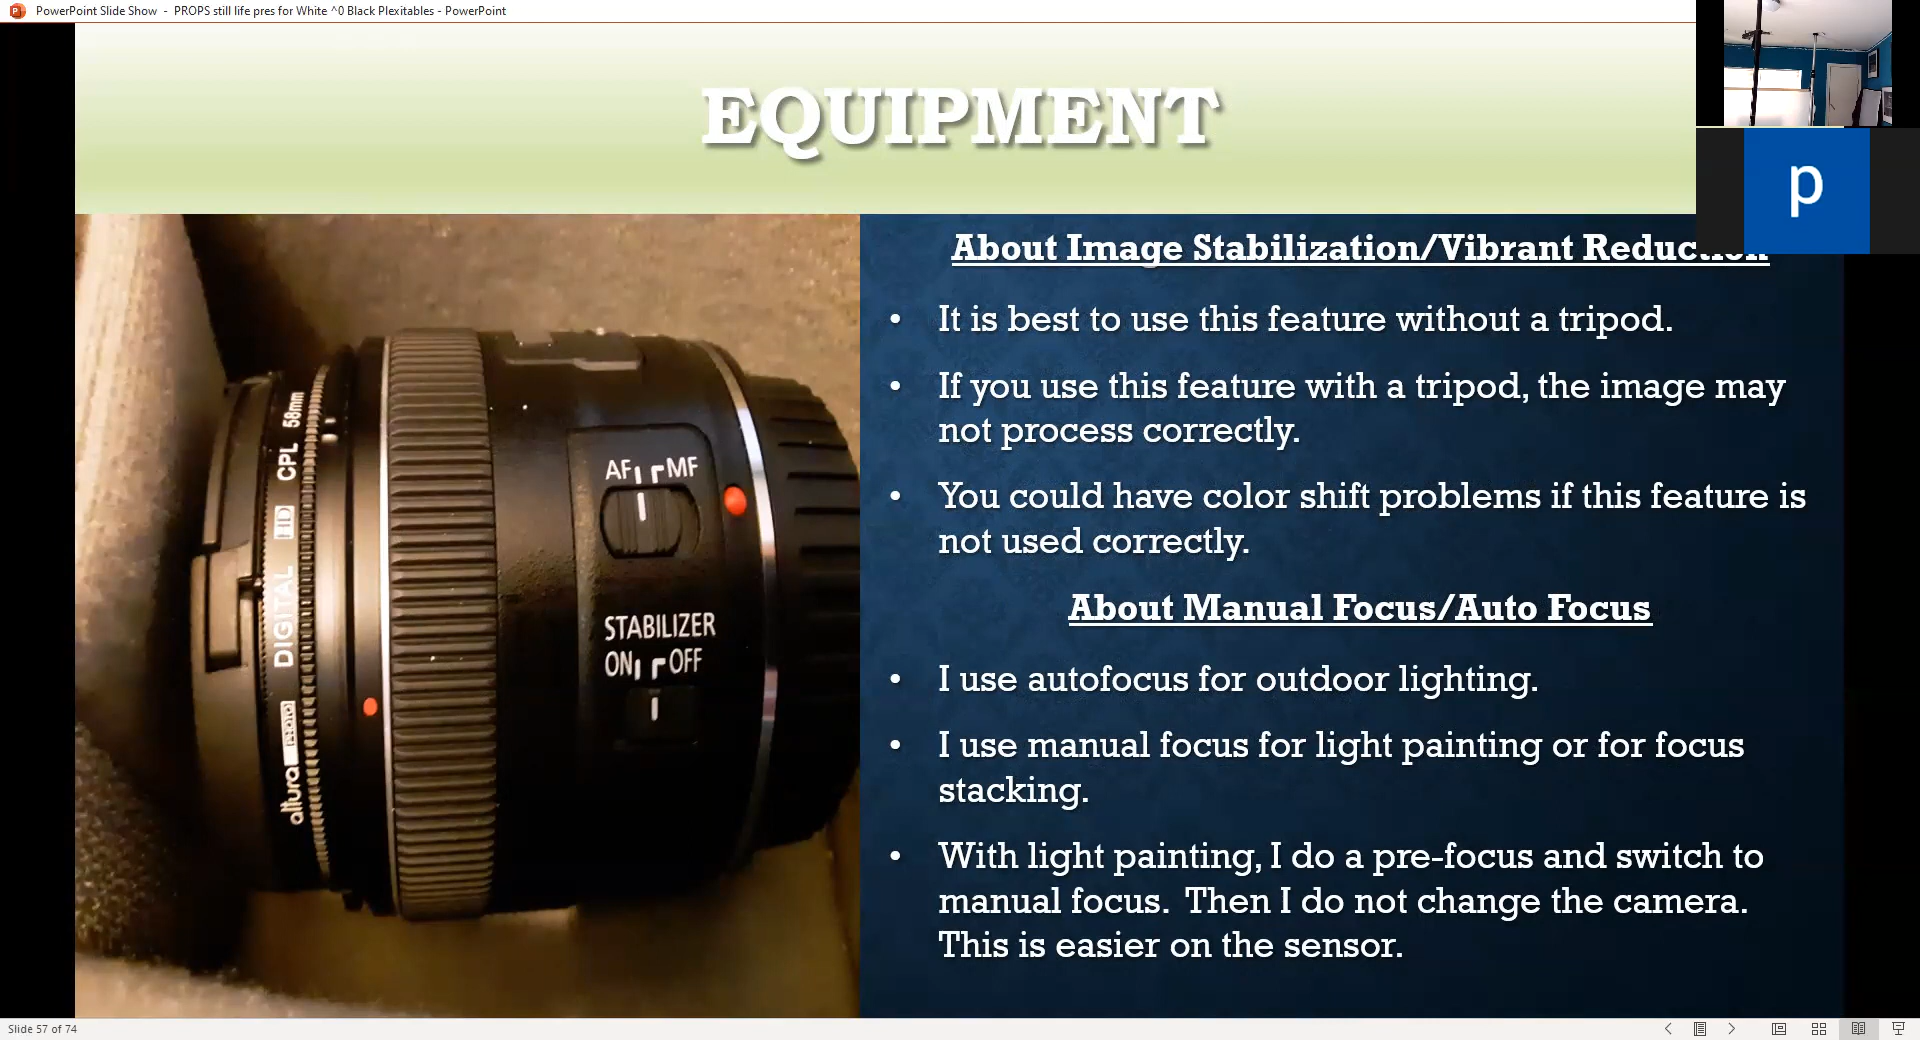 PowerPoint Slide Show - PROPS still life pres for White ^0 Black Plexitables - PowerPoint
EQUIPMENT
p
58mm
CPL
HD
DIGITAL
altura PHOTO
AF MF
STABILIZER
ON OFF
About Image Stabilization/Vibrant Reduction
• It is best to use this feature without a tripod.
• If you use this feature with a tripod, the image may
not process correctly.
• You could have color shift problems if this feature is
not used correctly.
About Manual Focus/Auto Focus
• I use autofocus for outdoor lighting.
• I use manual focus for light painting or for focus
stacking.
• With light painting, I do a pre-focus and switch to
manual focus. Then I do not change the camera.
This is easier on the sensor.
Slide 57 of 74